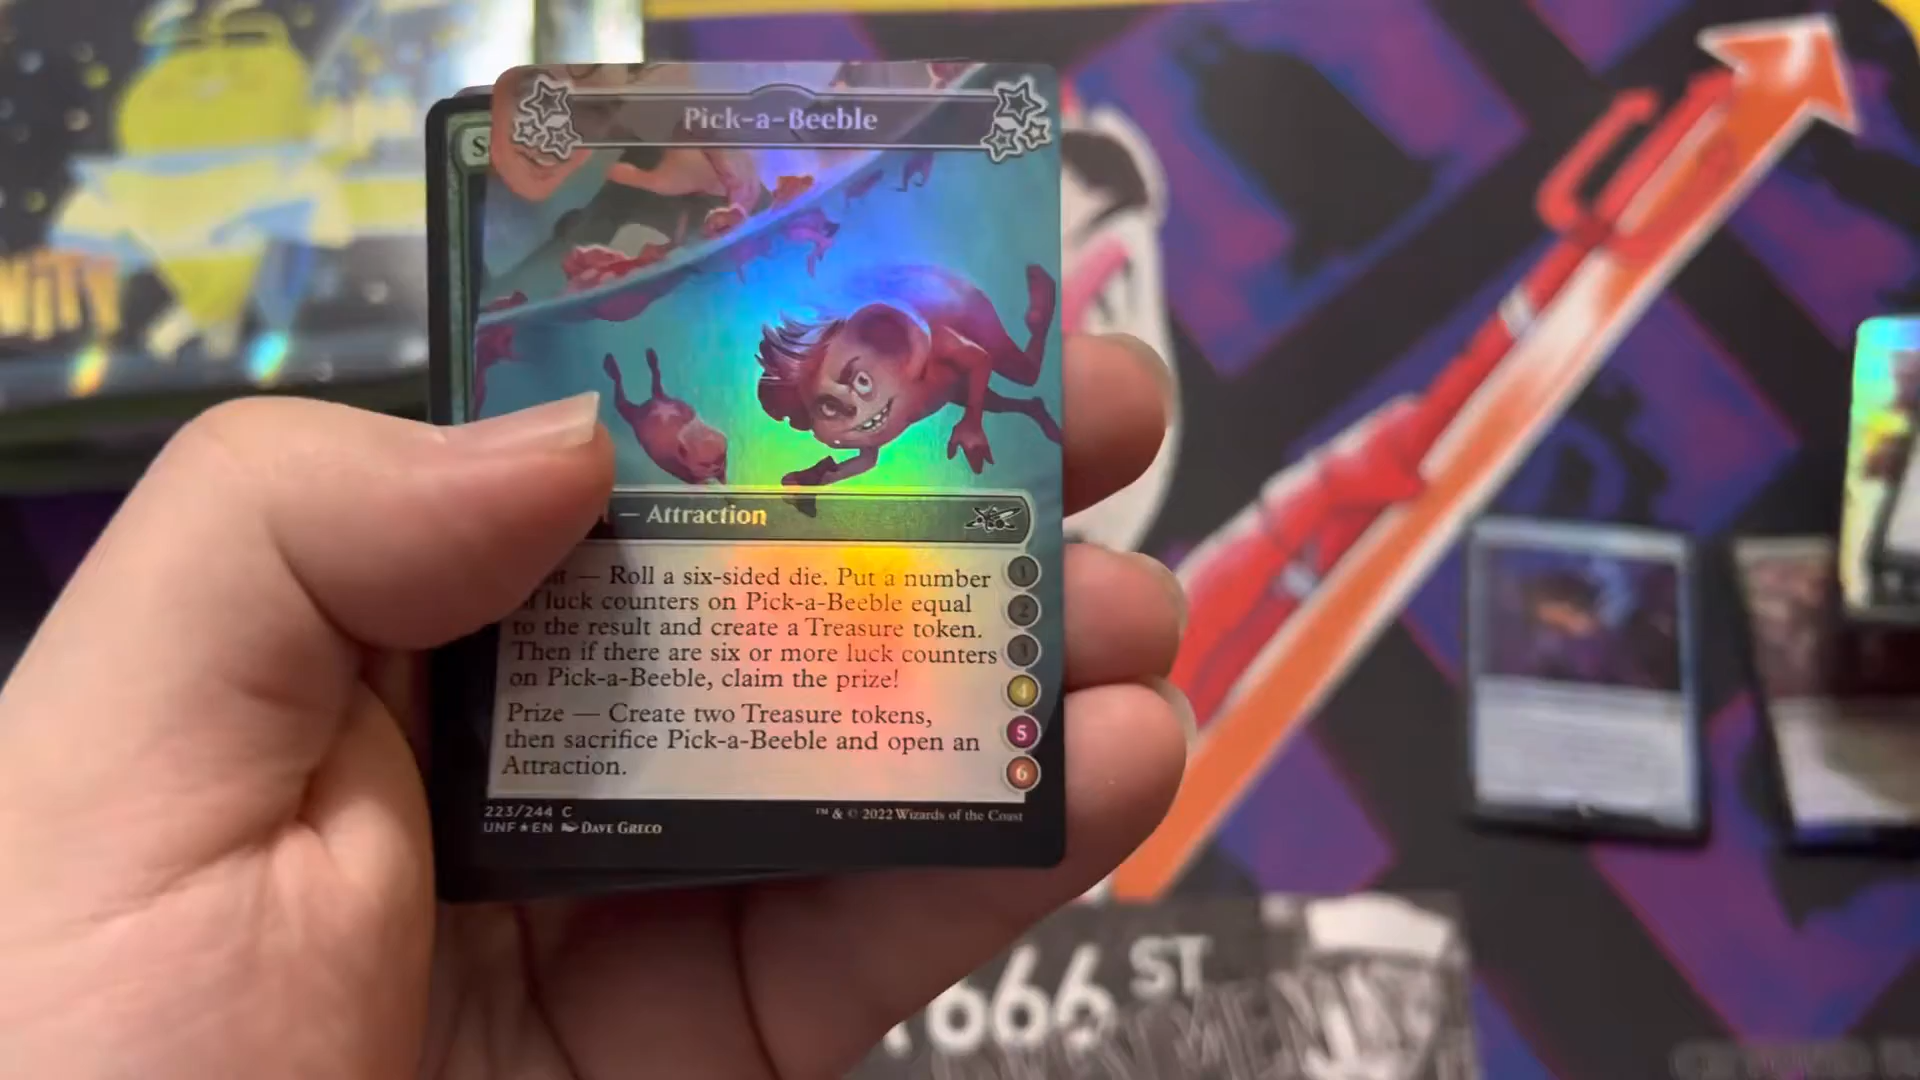 Pick-a-Beeble
— Attraction
— Roll a six-sided die. Put a number
of luck counters on Pick-a-Beeble equal
to the result and create a Treasure token.
Then if there are six or more luck counters
on Pick-a-Beeble, claim the prize!
Prize — Create two Treasure tokens,
then sacrifice Pick-a-Beeble and open an
Attraction.
1
2
3
4
5
6
223/244 C
UNF ★ EN DAVE GRECO
™ & © 2022 Wizards of the Coast
666 ST